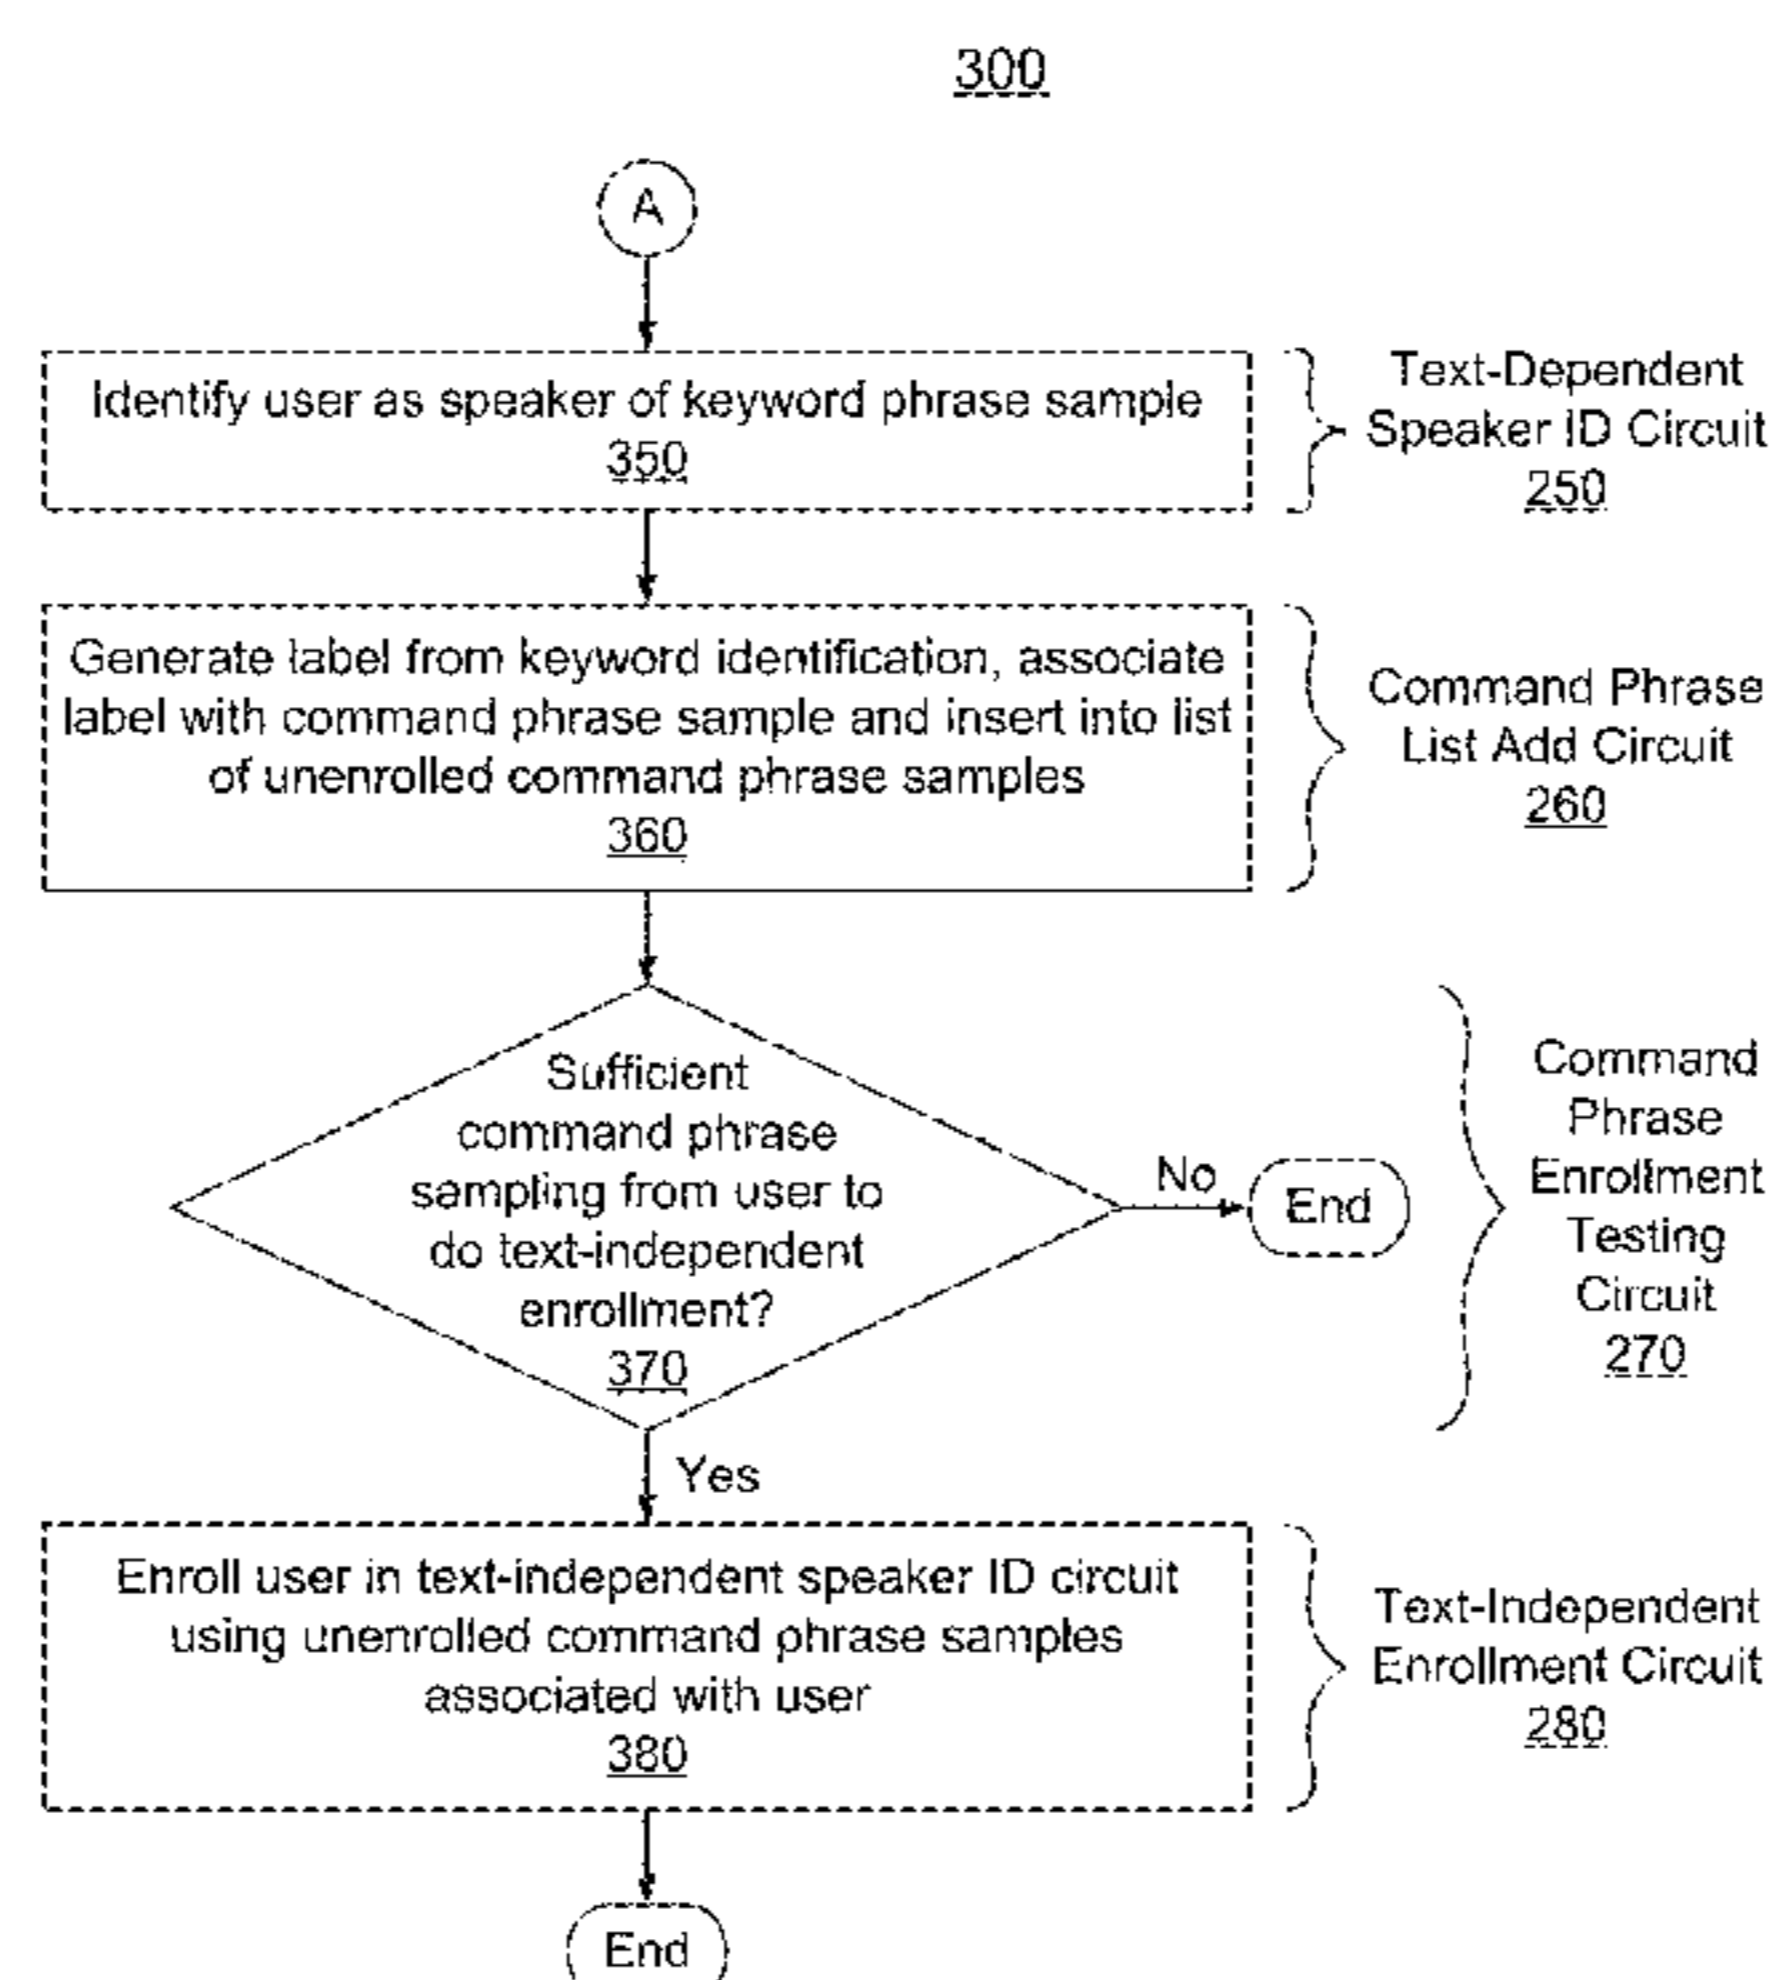 300
A
Identify user as speaker of keyword phrase sample
350
Text-Dependent
Speaker ID Circuit
250
Generate label from keyword identification, associate
label with command phrase sample and insert into list
of unenrolled command phrase samples
360
Command Phrase
List Add Circuit
260
Sufficient
command phrase
sampling from user to
do text-independent
enrollment?
370
No
End
Command
Phrase
Enrollment
Testing
Circuit
270
Yes
Enroll user in text-independent speaker ID circuit
using unenrolled command phrase samples
associated with user
380
Text-Independent
Enrollment Circuit
280
End